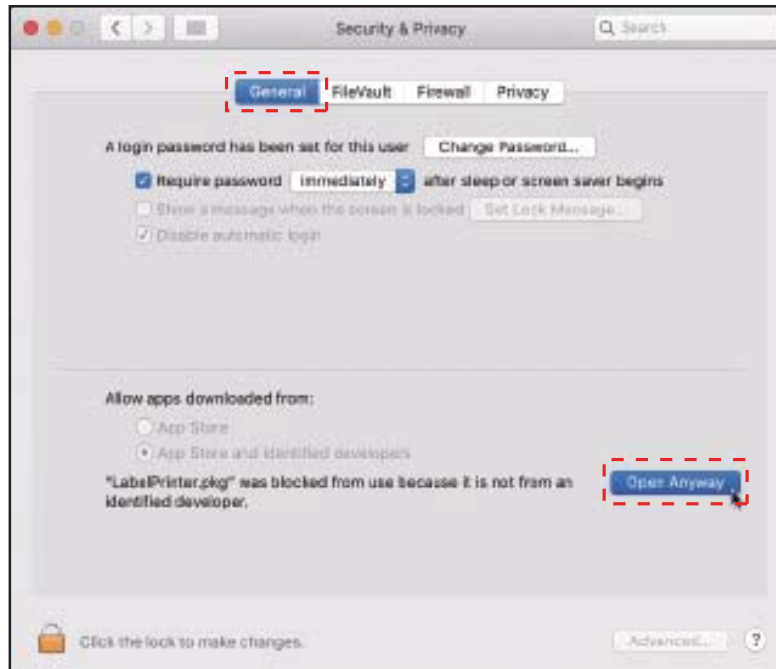 Security & Privacy
Search
General
FileVault
Firewall
Privacy
A login password has been set for this user
Change Password...
Require password immediately after sleep or screen saver begins
Show a message when the screen is locked
Set Lock Message...
Disable automatic login
Allow apps downloaded from:
App Store
App Store and identified developers
"LabelPrinter.pkg" was blocked from use because it is not from an
identified developer.
Open Anyway
Click the lock to make changes.
Advanced...
?